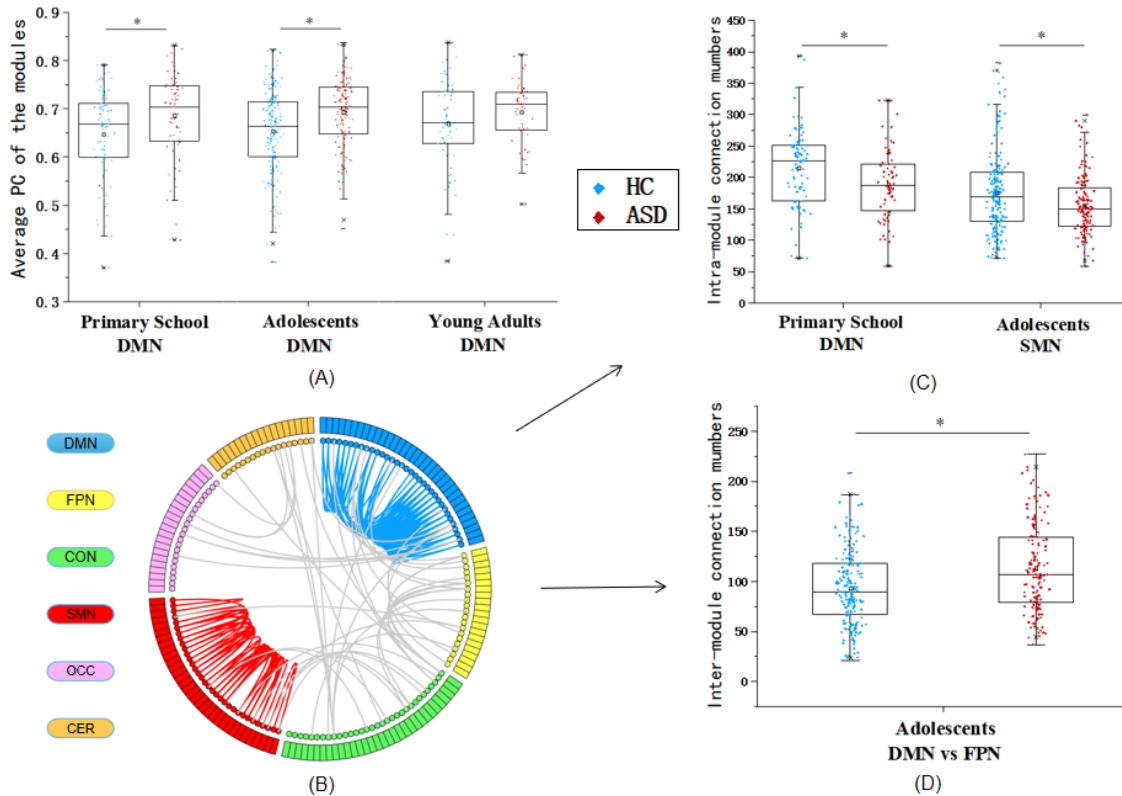 Average PC of the modules
0.9
0.8
0.7
0.6
0.5
0.4
0.3
*
*
Primary School
DMN
Adolescents
DMN
Young Adults
DMN
(A)
HC
ASD
Intra-module connection mumbers
450
400
350
300
250
200
150
100
50
0
*
*
Primary School
DMN
Adolescents
SMN
(C)
DMN
FPN
CON
SMN
OCC
CER
(B)
Inter-module connection mumbers
250
200
150
100
50
0
*
Adolescents
DMN vs FPN
(D)